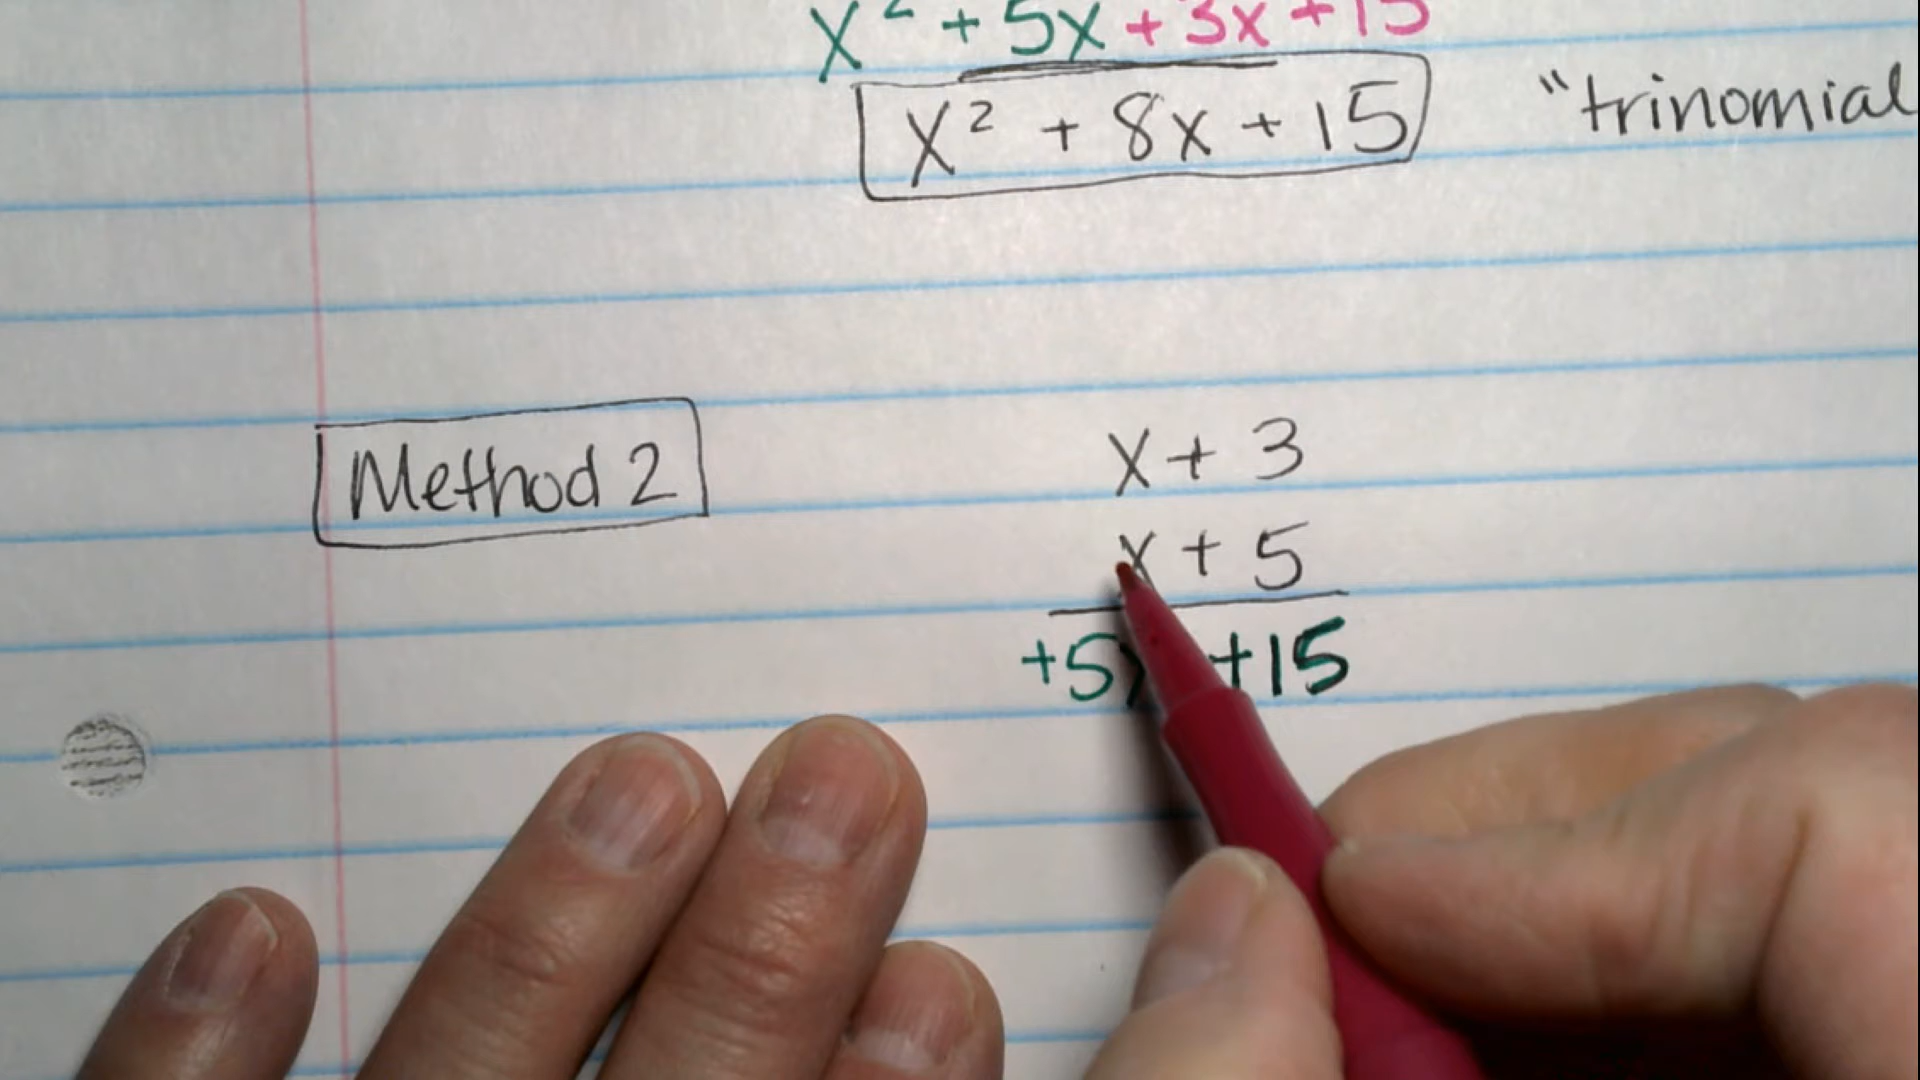 x² + 5x + 3x + 15
x² + 8x + 15
"trinomial
Method 2
x + 3
x + 5
+5x +15